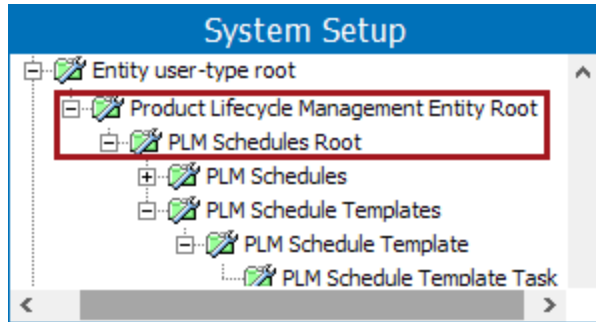 System Setup
Entity user-type root
Product Lifecycle Management Entity Root
PLM Schedules Root
PLM Schedules
PLM Schedule Templates
PLM Schedule Template
PLM Schedule Template Task